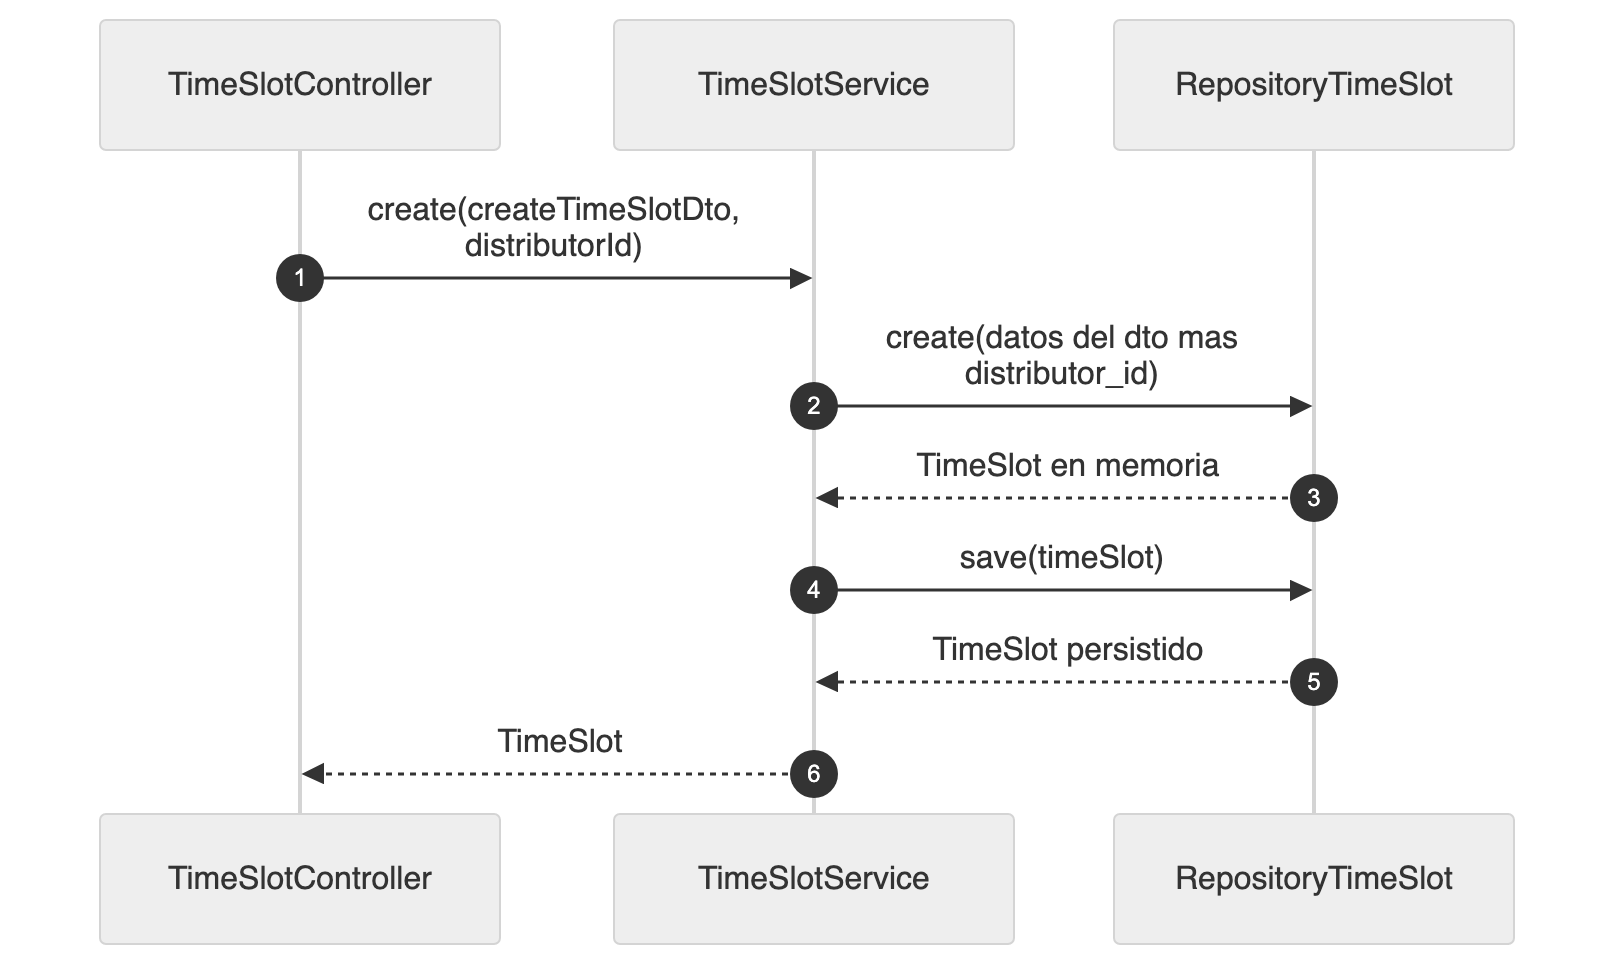 TimeSlotController
TimeSlotService
RepositoryTimeSlot
create(createTimeSlotDto,
distributorId)
1
create(datos del dto mas
distributor_id)
2
TimeSlot en memoria
3
save(timeSlot)
4
TimeSlot persistido
5
TimeSlot
6
TimeSlotController
TimeSlotService
RepositoryTimeSlot